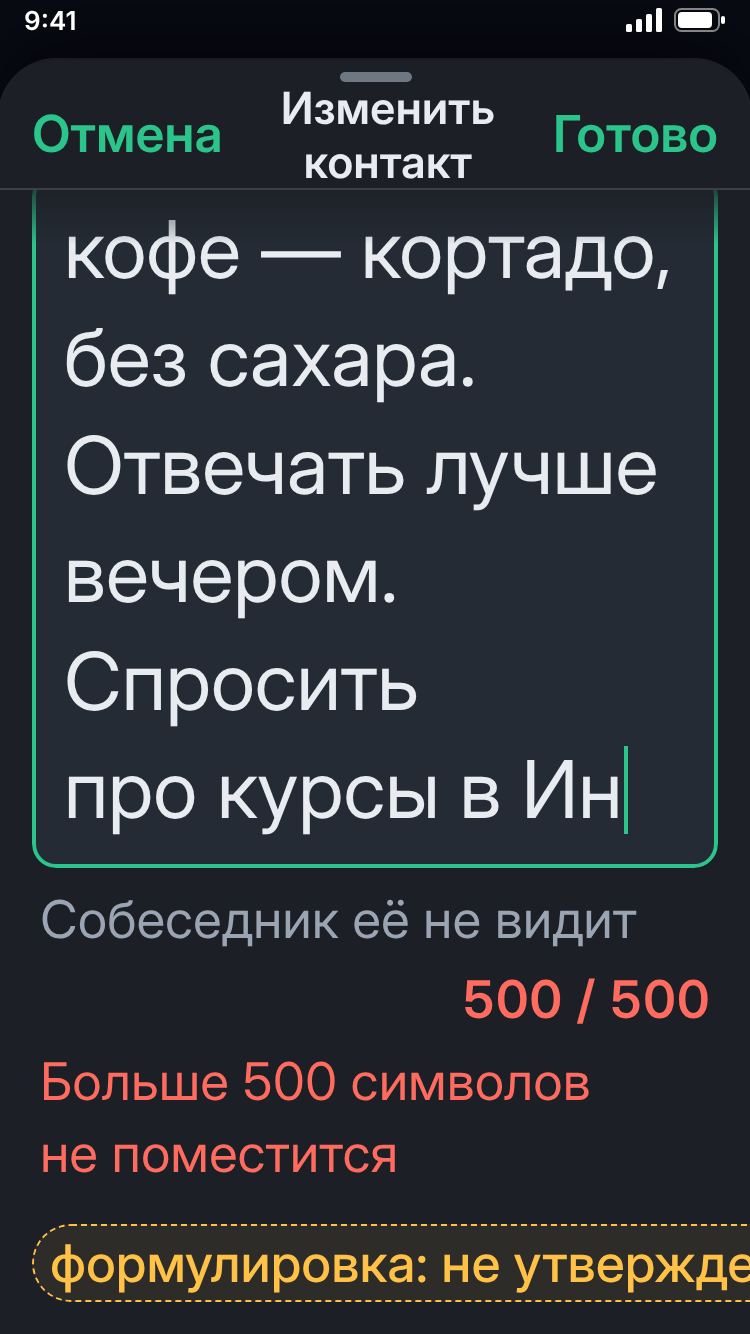 9:41
Отмена
Изменить
контакт
Готово
кофе — кортадо,
без сахара.
Отвечать лучше
вечером.
Спросить
про курсы в Ин
Собеседник её не видит
500 / 500
Больше 500 символов
не поместится
формулировка: не утвержде